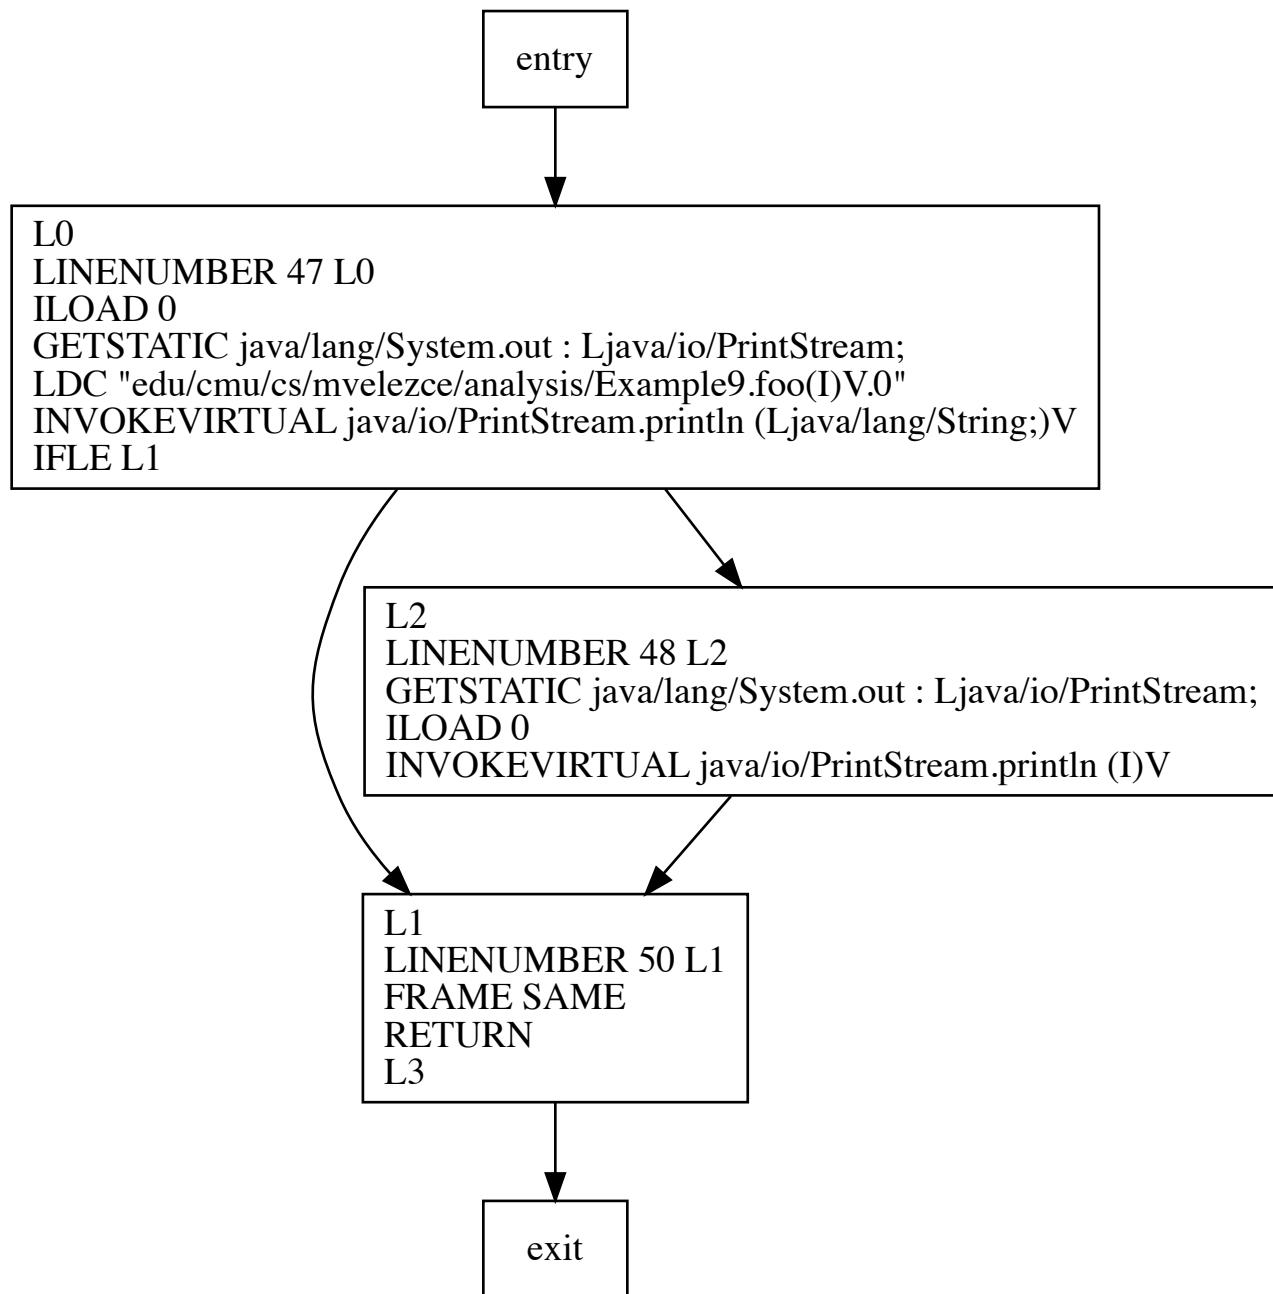 entry
L0
LINENUMBER 47 L0
ILOAD 0
GETSTATIC java/lang/System.out : Ljava/io/PrintStream;
LDC "edu/cmu/cs/mvelezce/analysis/Example9.foo(I)V.0"
INVOKEVIRTUAL java/io/PrintStream.println (Ljava/lang/String;)V
IFLE L1
L2
LINENUMBER 48 L2
GETSTATIC java/lang/System.out : Ljava/io/PrintStream;
ILOAD 0
INVOKEVIRTUAL java/io/PrintStream.println (I)V
L1
LINENUMBER 50 L1
FRAME SAME
RETURN
L3
exit